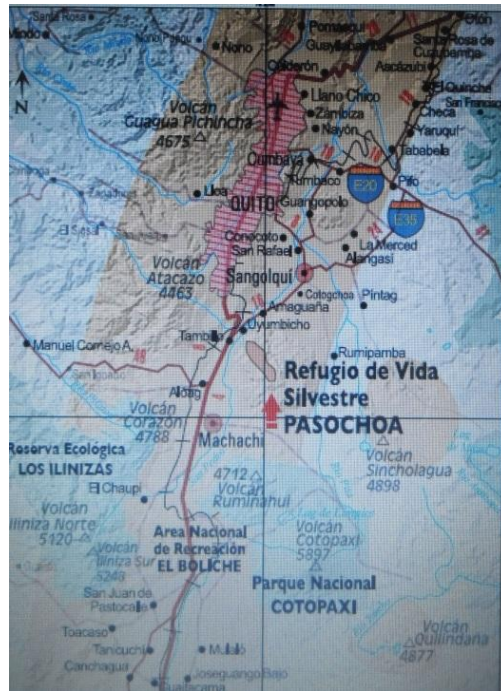 Santa Rosa
Nono
Pomasqui
Guayllabamba
Calderón
Santa Rosa de
Cuzubamba
Ascázubi
El Quinche
Checa
Yaruquí
Tababela
Llano Chico
Zámbiza
Nayón
N
Volcán
Guagua Pichincha
4675
Cumbayá
Tumbaco
E20
Pifo
E35
Lloa
QUITO
Guangopolo
Conocoto
San Rafael
La Merced
Alangasí
Volcán
Atacazo
4463
Sangolquí
Cotogchoa
Píntag
Amaguaña
Uyumbicho
Tambillo
Manuel Cornejo A.
Rumipamba
Refugio de Vida
Silvestre
PASOCHOA
Alóag
Volcán
Corazón
4788
Machachi
Reserva Ecológica
LOS ILINIZAS
Volcán
Sincholagua
4898
El Chaupi
4712
Volcán
Rumiñahui
Volcán
Iliniza Norte
5120
Volcán
Iliniza Sur
5248
Area Nacional
de Recreación
EL BOLICHE
Volcán
Cotopaxi
5897
Parque Nacional
COTOPAXI
San Juan de
Pastocalle
Toacaso
Tanicuchí
Mulaló
Canchagua
Joseguango Bajo
Guaitacama
Volcán
Quilindaña
4877